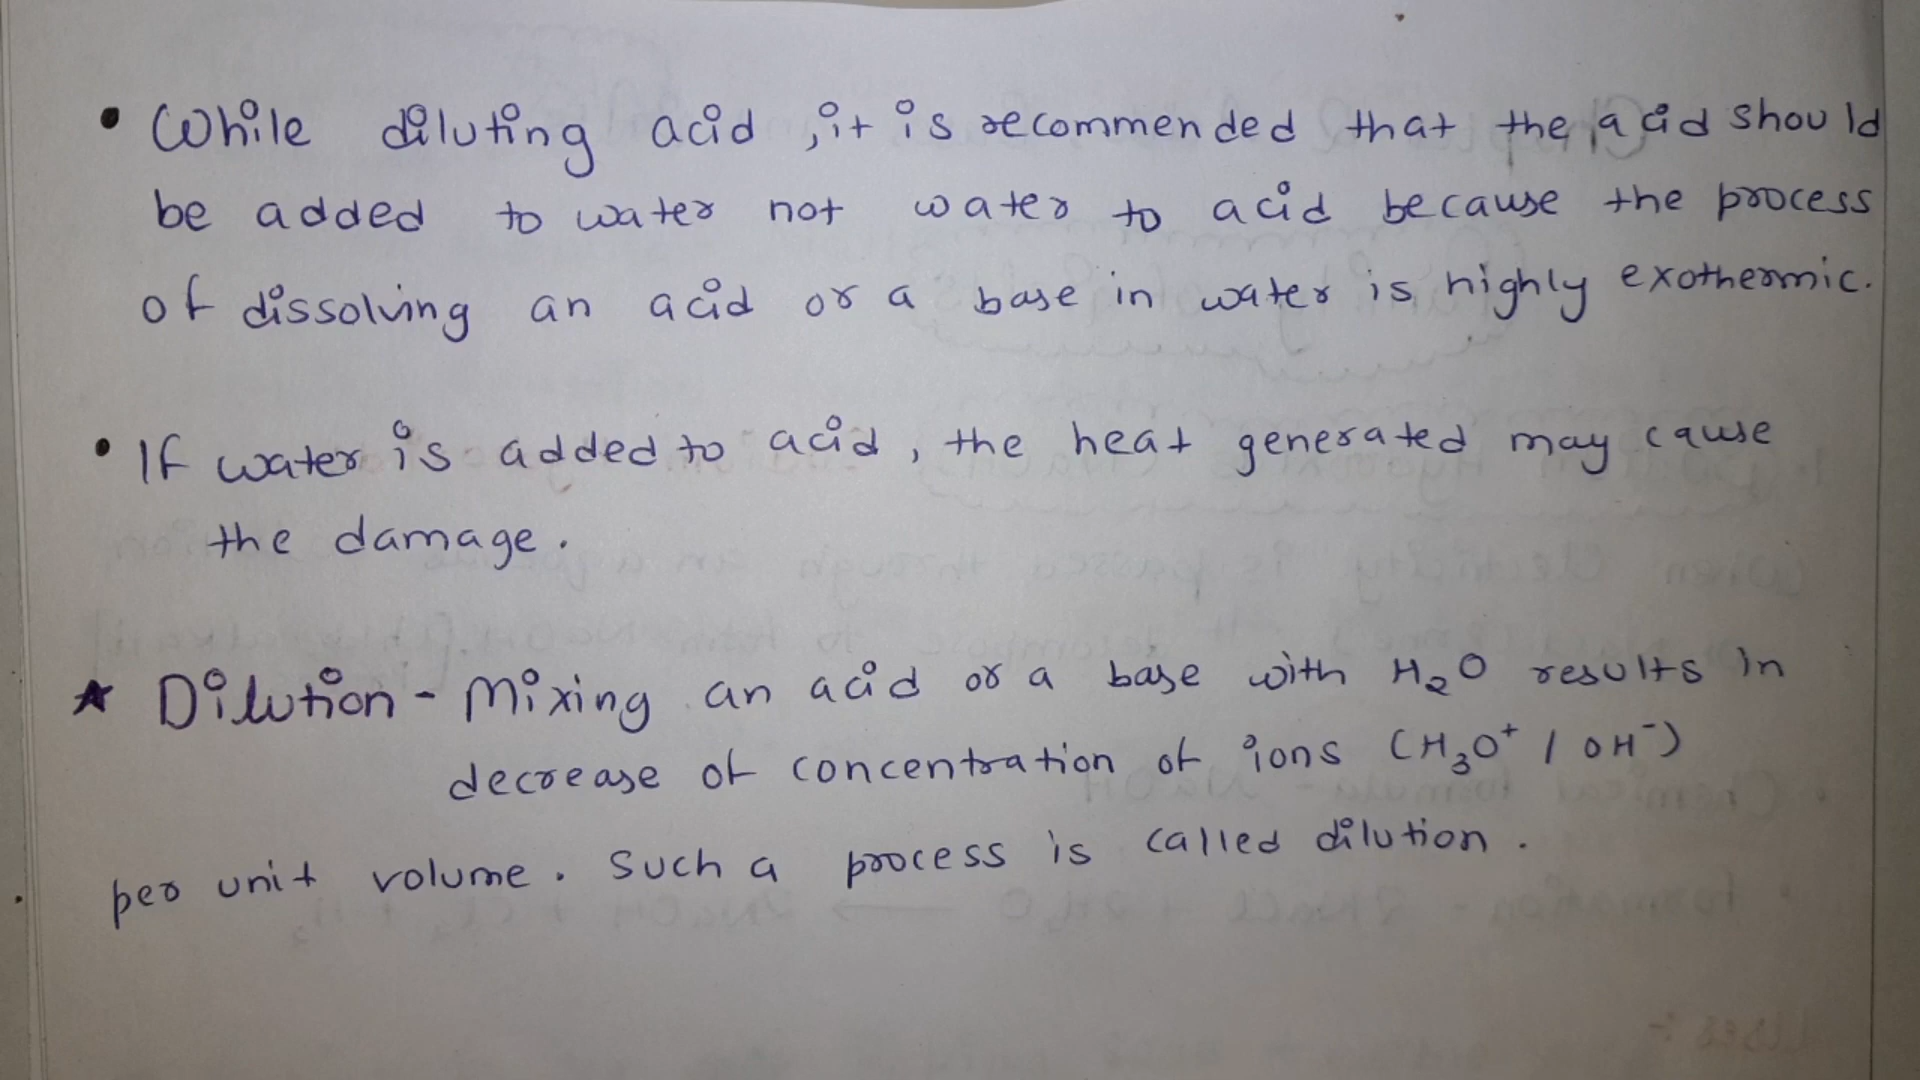 • While diluting acid, it is recommended that the acid should
be added to water not water to acid because the process
of dissolving an acid or a base in water is highly exothermic.
• If water is added to acid, the heat generated may cause
the damage.
★ Dilution - Mixing an acid or a base with H₂O results in
decrease of concentration of ions (H₃O⁺ / OH⁻)
per unit volume. Such a process is called dilution.